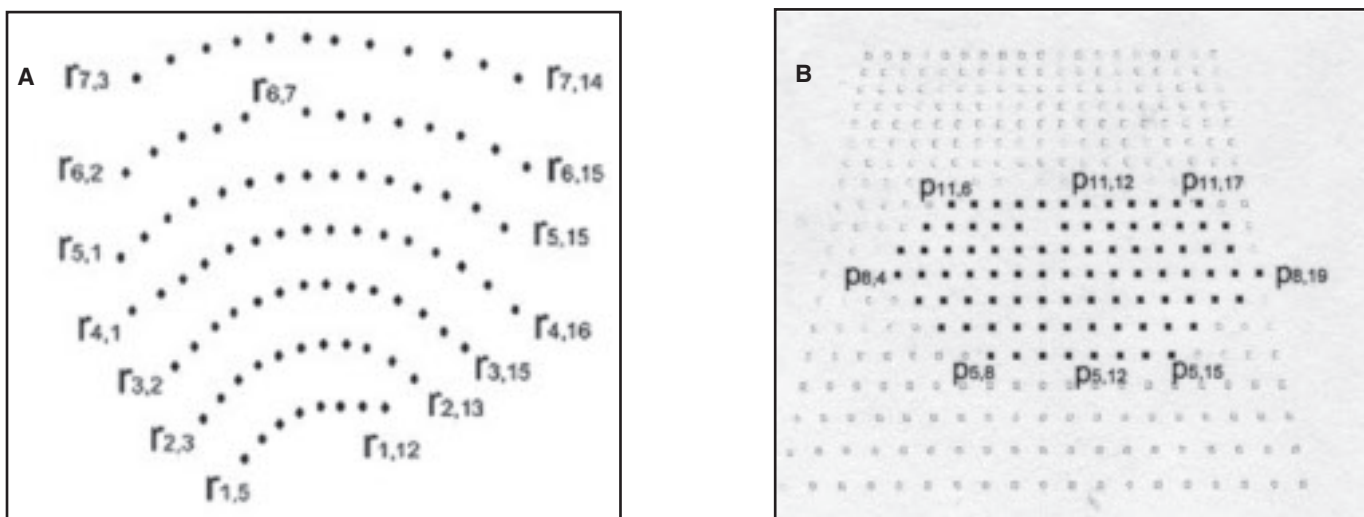 A
r7,3
r7,14
r6,7
r6,2
r6,15
r5,1
r5,15
r4,1
r4,16
r3,2
r3,15
r2,3
r2,13
r1,5
r1,12
B
p11,6
p11,12
p11,17
p8,4
p8,19
p5,8
p5,12
p5,15